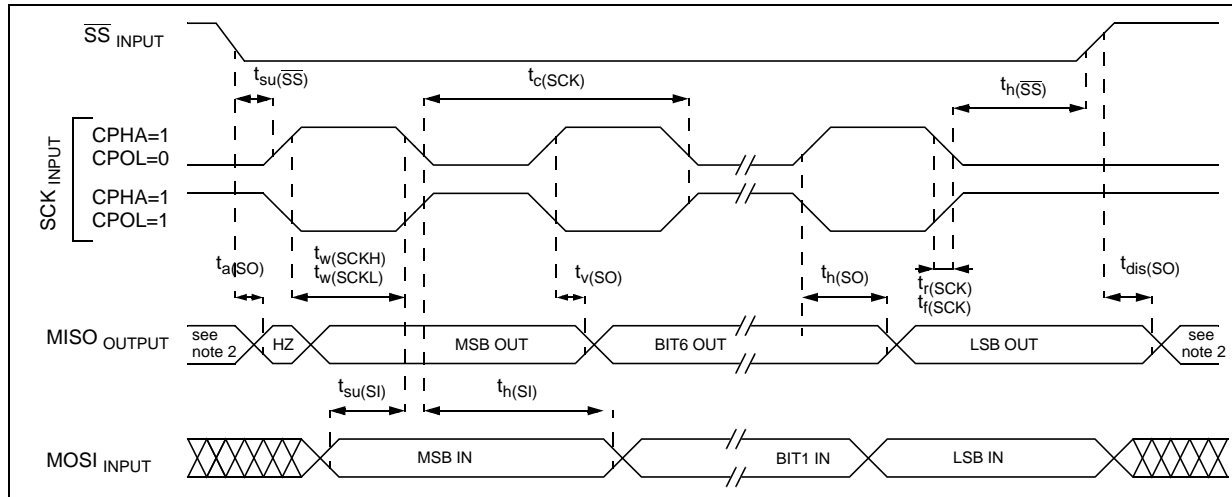 SS INPUT
tsu(SS)
tc(SCK)
th(SS)
SCK INPUT
CPHA=1
CPOL=0
CPHA=1
CPOL=1
ta(SO)
tw(SCKH)
tw(SCKL)
tv(SO)
th(SO)
tr(SCK)
tf(SCK)
tdis(SO)
MISO OUTPUT
see
note 2
HZ
MSB OUT
BIT6 OUT
LSB OUT
see
note 2
tsu(SI)
th(SI)
MOSI INPUT
MSB IN
BIT1 IN
LSB IN